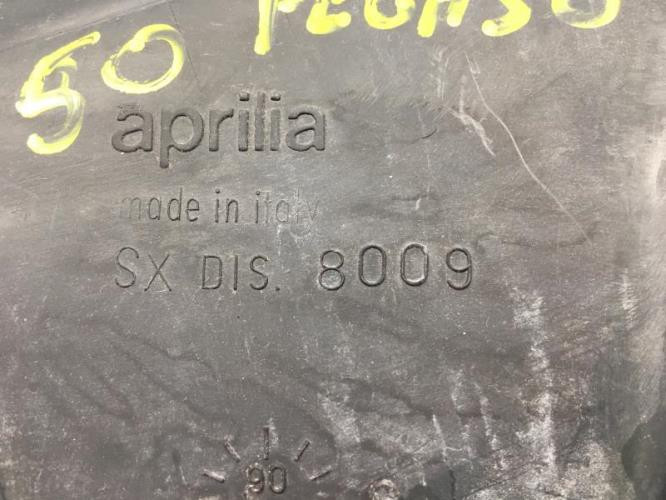 50 PEGASO
aprilia
made in italy
SX DIS. 8009
90